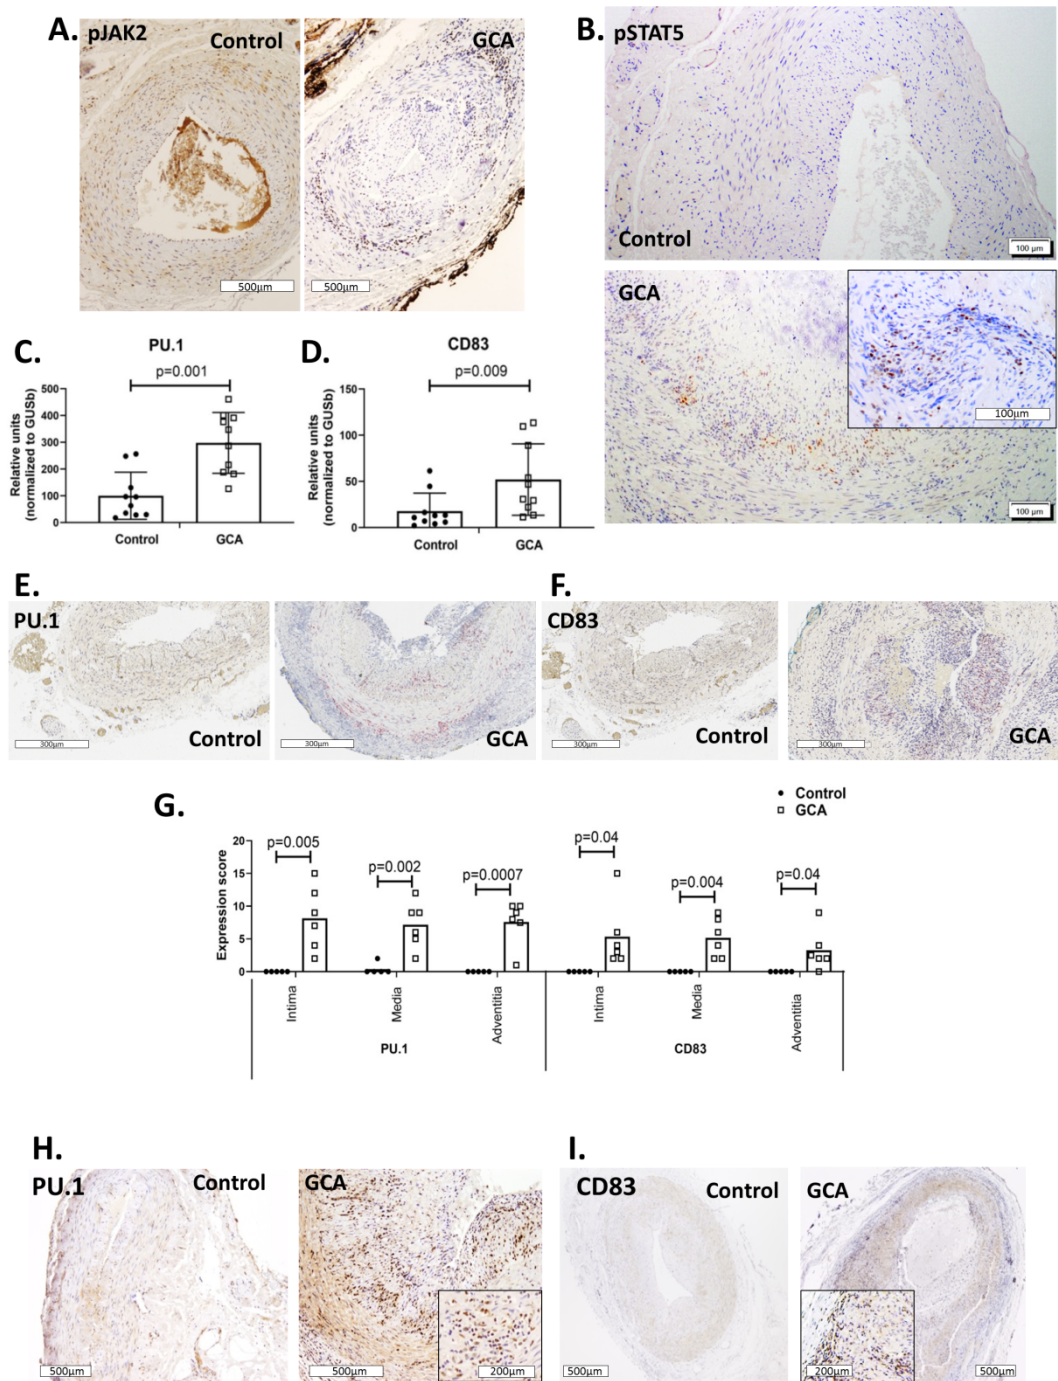 A.
pJAK2
Control
GCA
500μm
500μm
B.
pSTAT5
Control
100 μm
GCA
100μm
100 μm
C.
PU.1
p=0.001
Relative units
(normalized to GUSb)
500
400
300
200
100
0
Control
GCA
D.
CD83
p=0.009
Relative units
(normalized to GUSb)
150
100
50
0
Control
GCA
E.
PU.1
300μm
Control
300μm
GCA
F.
CD83
300μm
Control
300μm
GCA
G.
Control
GCA
Expression score
20
15
10
5
0
p=0.005
p=0.002
p=0.0007
p=0.04
p=0.004
p=0.04
Intima
Media
Adventitia
Intima
Media
Adventitia
PU.1
CD83
H.
PU.1
Control
500μm
GCA
500μm
200μm
I.
CD83
Control
500μm
GCA
200μm
500μm